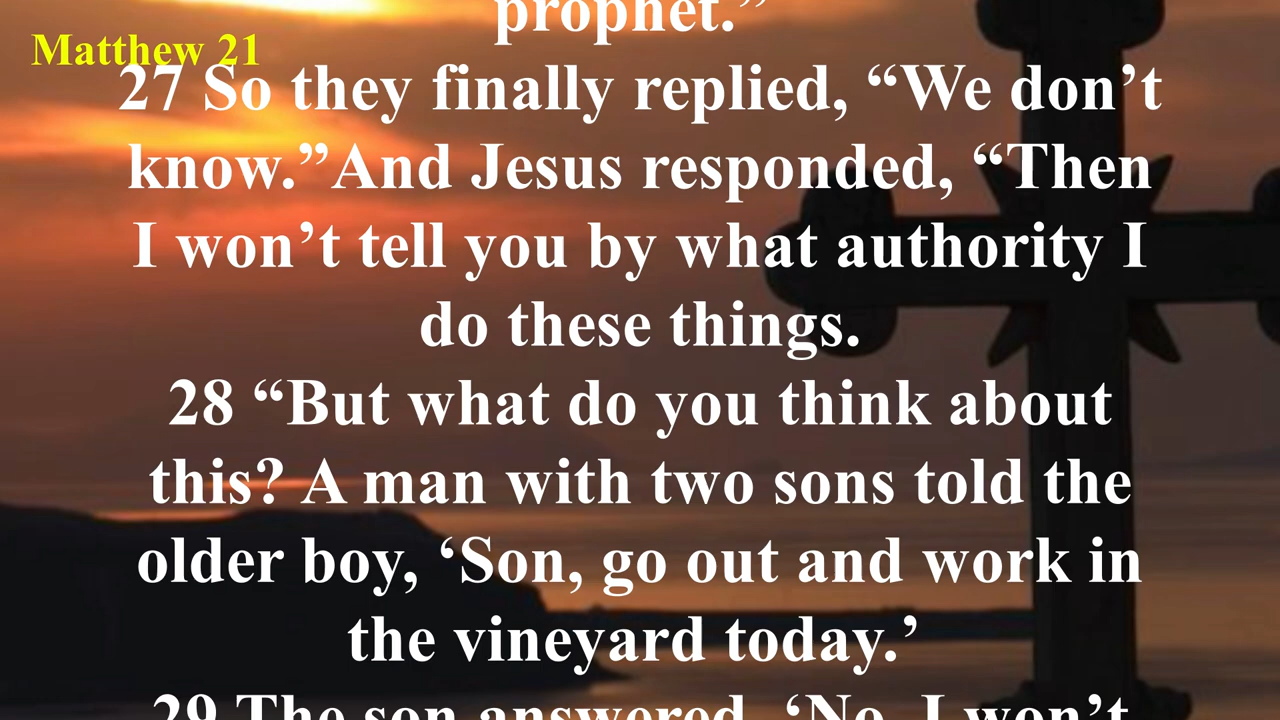 prophet.”
Matthew 21
27 So they finally replied, “We don’t
know.”And Jesus responded, “Then
I won’t tell you by what authority I
do these things.
28 “But what do you think about
this? A man with two sons told the
older boy, ‘Son, go out and work in
the vineyard today.’
29 The son answered, ‘No, I won’t